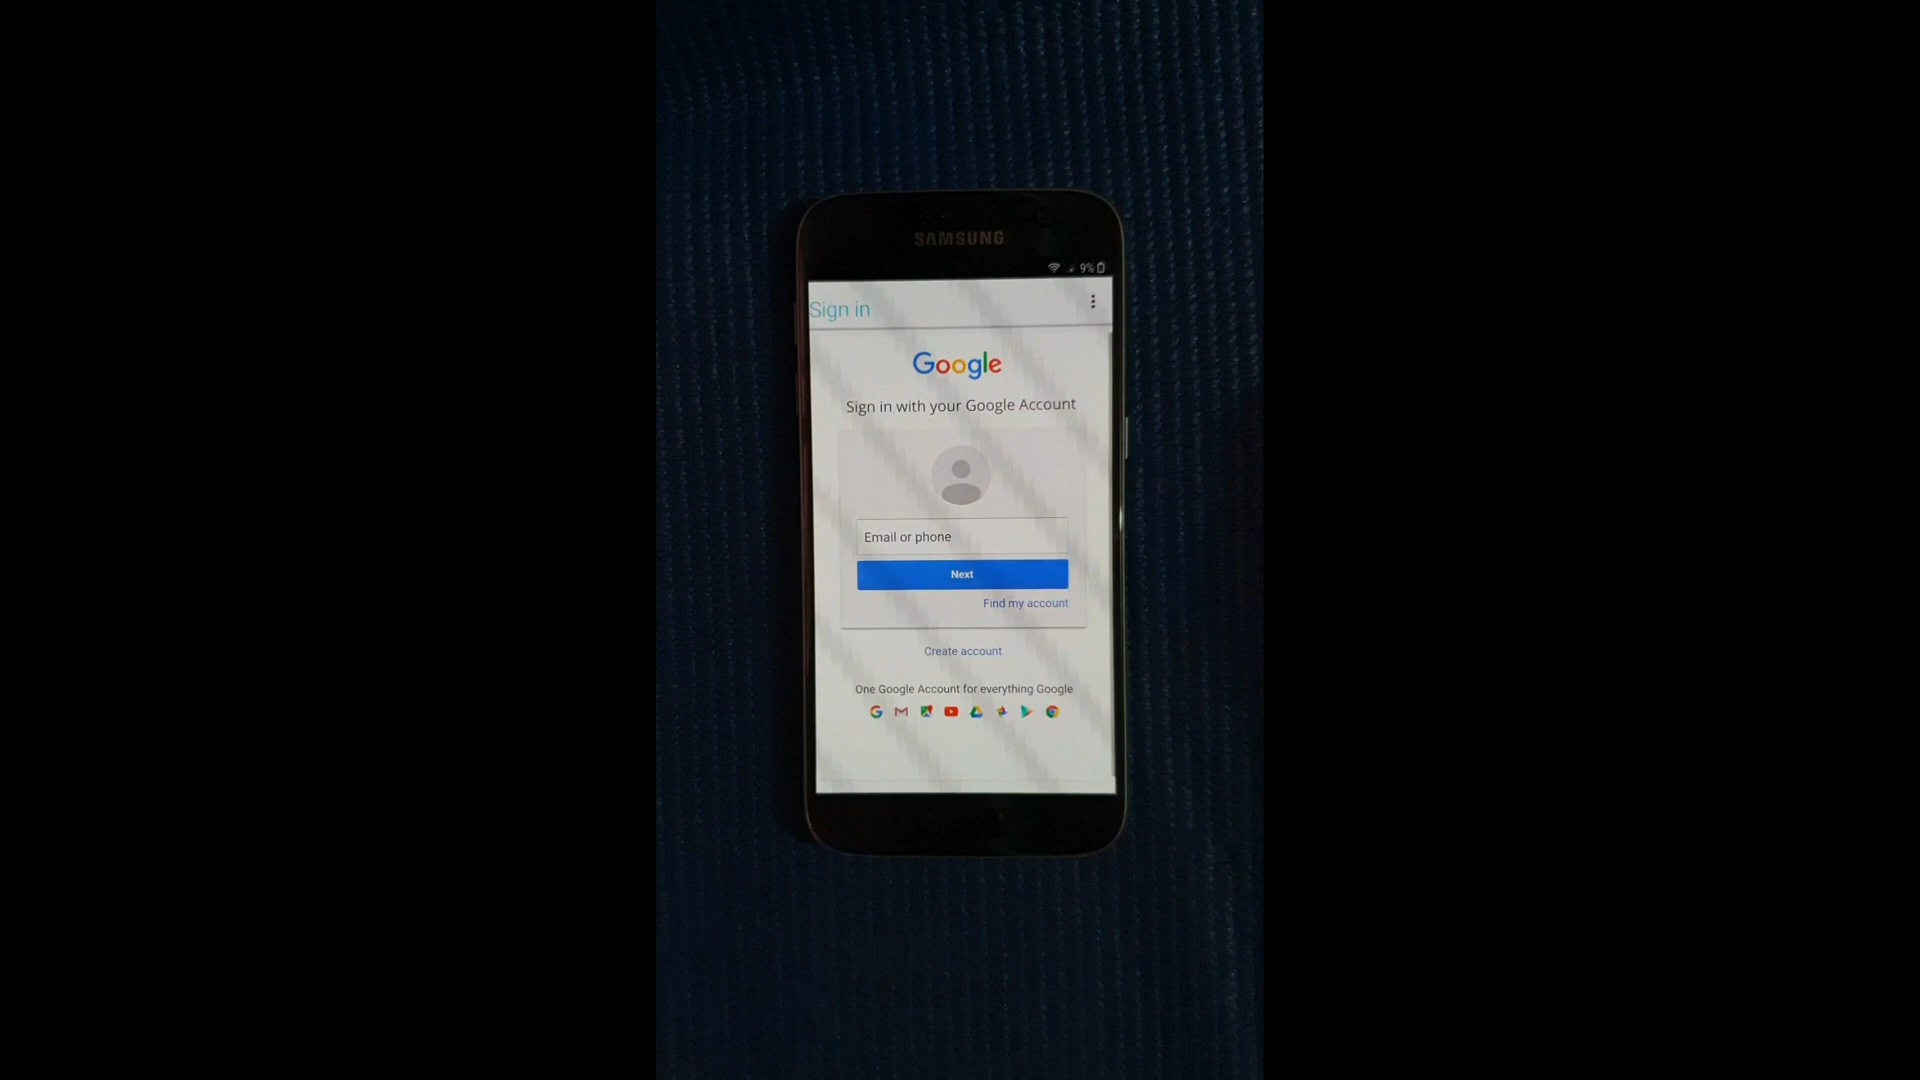 SAMSUNG
9%
Sign in
Google
Sign in with your Google Account
Email or phone
Next
Find my account
Create account
One Google Account for everything Google